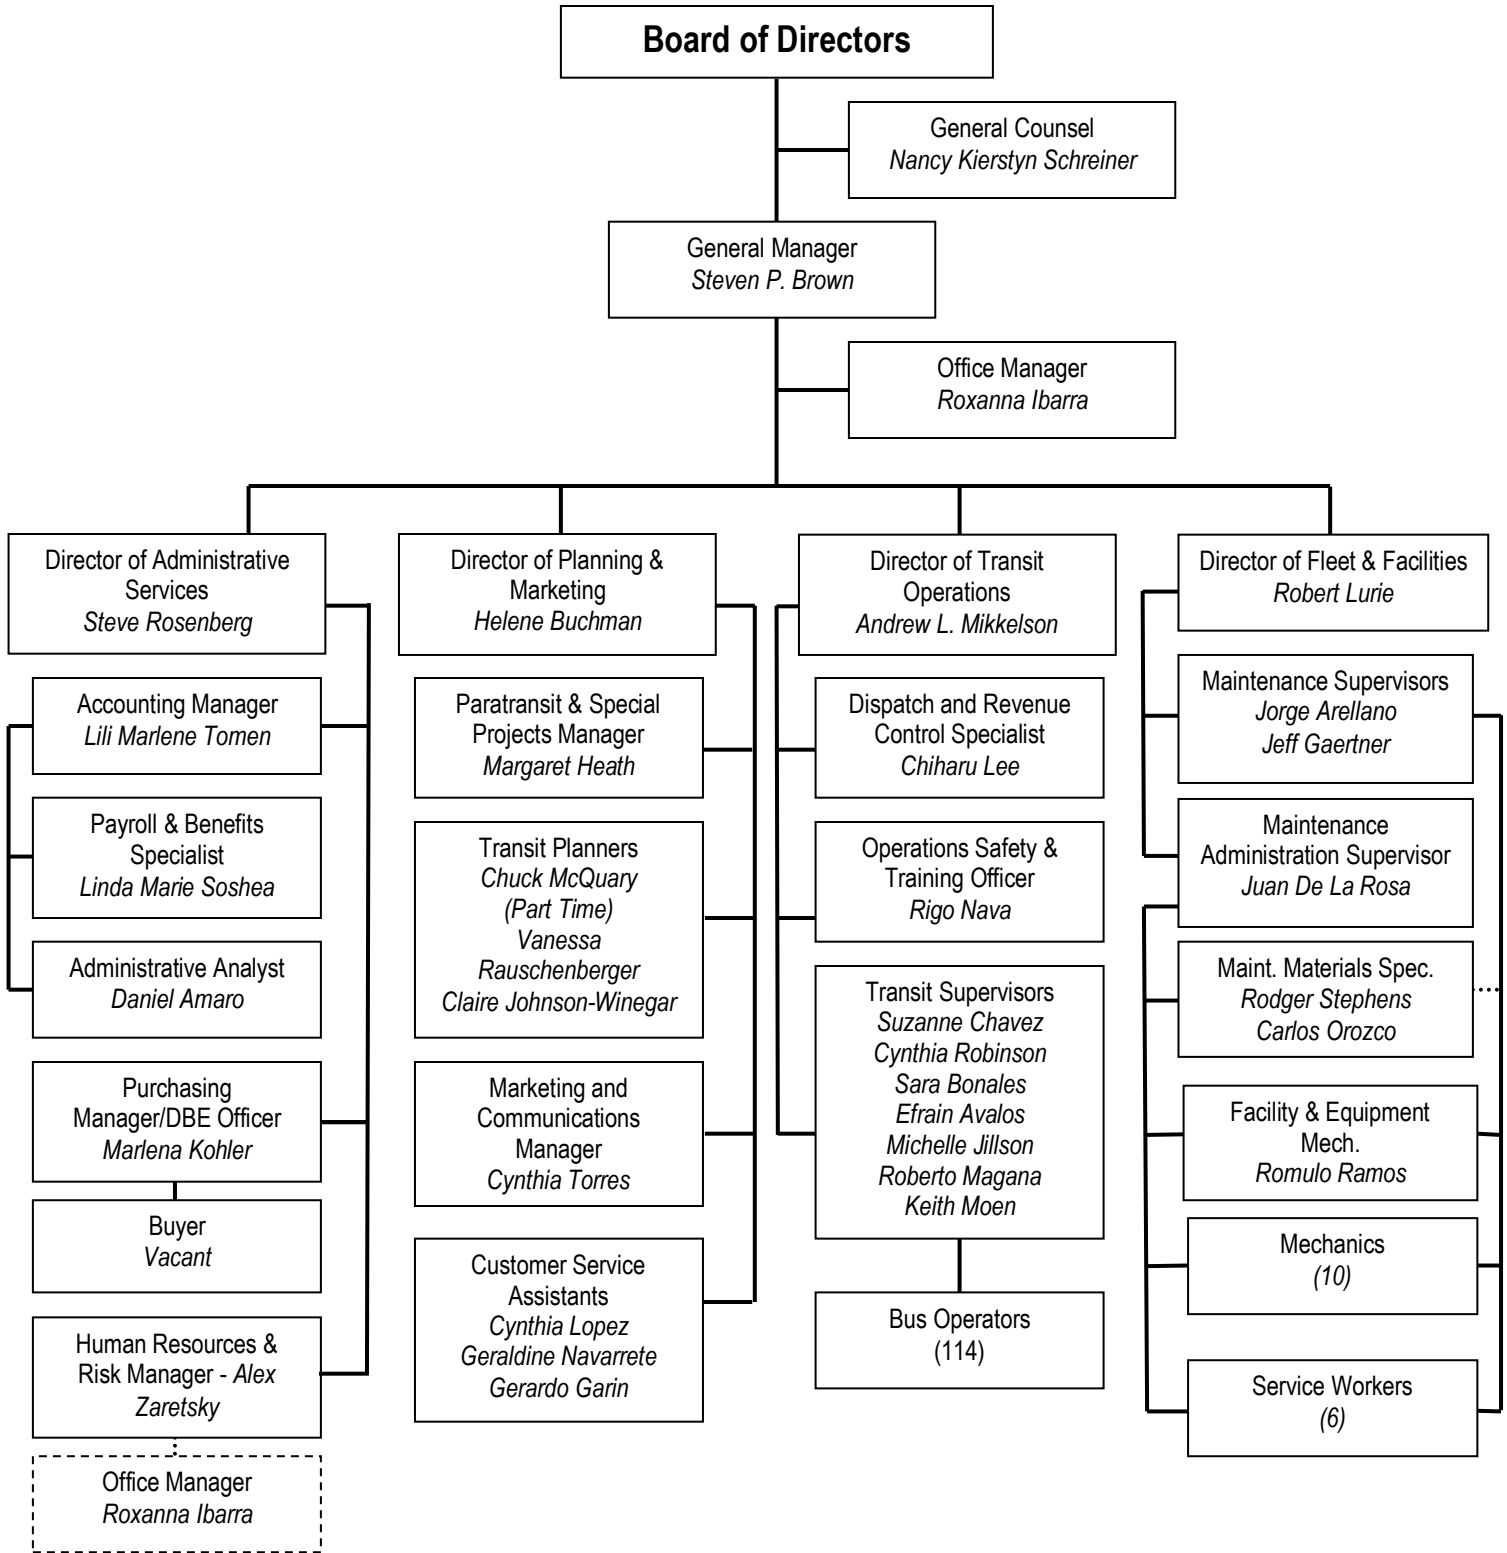 Board of Directors
General Counsel
Nancy Kierstyn Schreiner
General Manager
Steven P. Brown
Office Manager
Roxanna Ibarra
Director of Administrative
Services
Steve Rosenberg
Accounting Manager
Lili Marlene Tomen
Payroll & Benefits
Specialist
Linda Marie Soshea
Administrative Analyst
Daniel Amaro
Purchasing
Manager/DBE Officer
Marlena Kohler
Buyer
Vacant
Human Resources &
Risk Manager - Alex
Zaretsky
Office Manager
Roxanna Ibarra
Director of Planning &
Marketing
Helene Buchman
Paratransit & Special
Projects Manager
Margaret Heath
Transit Planners
Chuck McQuary
(Part Time)
Vanessa
Rauschenberger
Claire Johnson-Winegar
Marketing and
Communications
Manager
Cynthia Torres
Customer Service
Assistants
Cynthia Lopez
Geraldine Navarrete
Gerardo Garin
Director of Transit
Operations
Andrew L. Mikkelson
Dispatch and Revenue
Control Specialist
Chiharu Lee
Operations Safety &
Training Officer
Rigo Nava
Transit Supervisors
Suzanne Chavez
Cynthia Robinson
Sara Bonales
Efrain Avalos
Michelle Jillson
Roberto Magana
Keith Moen
Bus Operators
(114)
Director of Fleet & Facilities
Robert Lurie
Maintenance Supervisors
Jorge Arellano
Jeff Gaertner
Maintenance
Administration Supervisor
Juan De La Rosa
Maint. Materials Spec.
Rodger Stephens
Carlos Orozco
Facility & Equipment
Mech.
Romulo Ramos
Mechanics
(10)
Service Workers
(6)